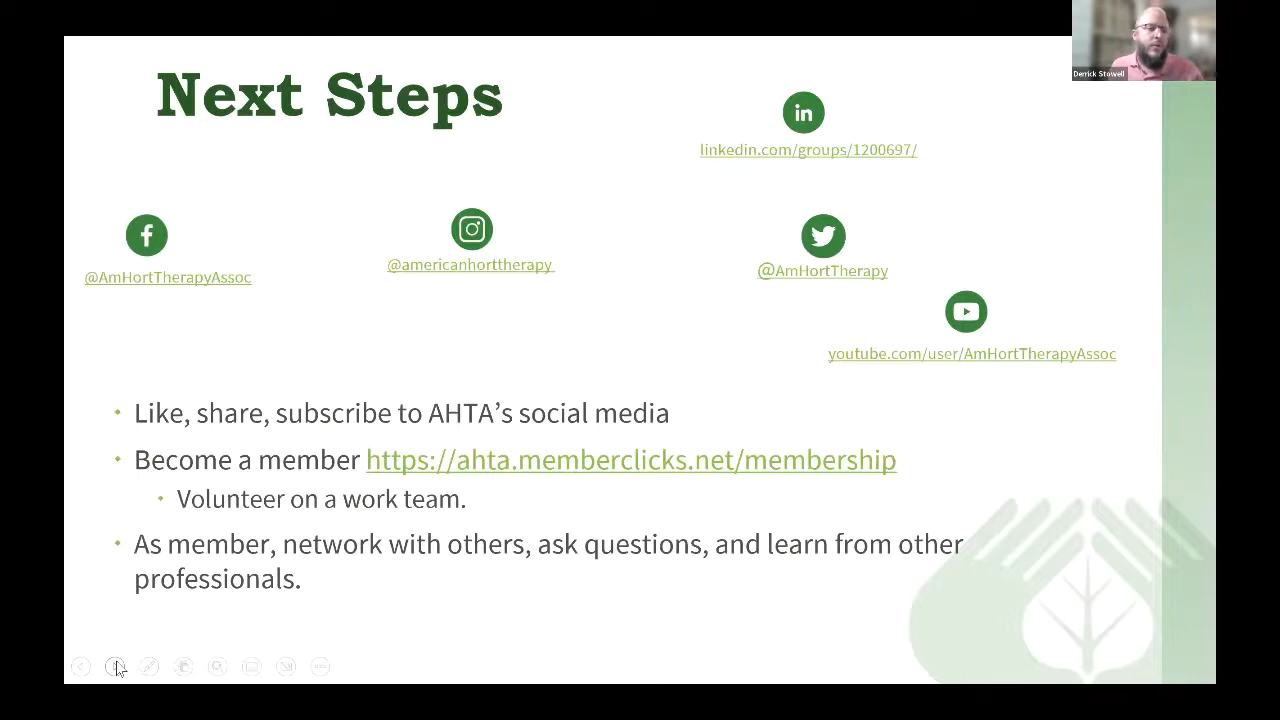 Derrick Stowell
Next Steps
in
linkedin.com/groups/1200697/
f
@AmHortTherapyAssoc
@americanhorttherapy
@AmHortTherapy
youtube.com/user/AmHortTherapyAssoc
Like, share, subscribe to AHTA’s social media
Become a member https://ahta.memberclicks.net/membership
Volunteer on a work team.
As member, network with others, ask questions, and learn from other
professionals.